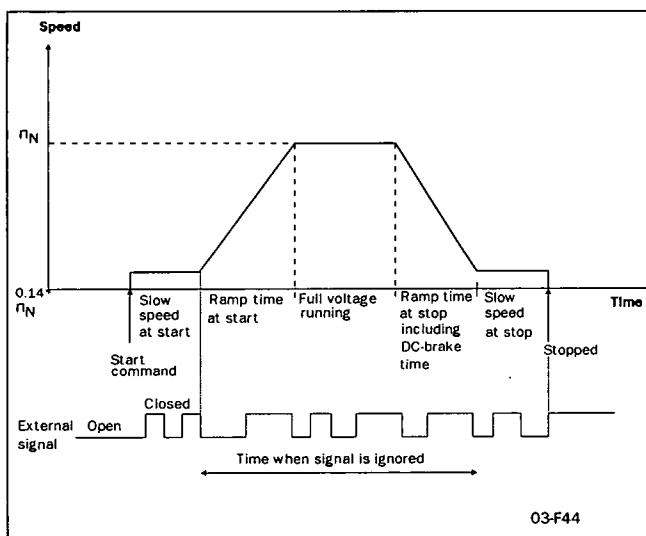 Speed
nN
0.14
nN
Slow
speed
at start
Ramp time
at start
Full voltage
running
Ramp time
at stop
including
DC-brake
time
Slow
speed
at stop
Time
Start
command
Stopped
Closed
External
signal
Open
Time when signal is ignored
03-F44